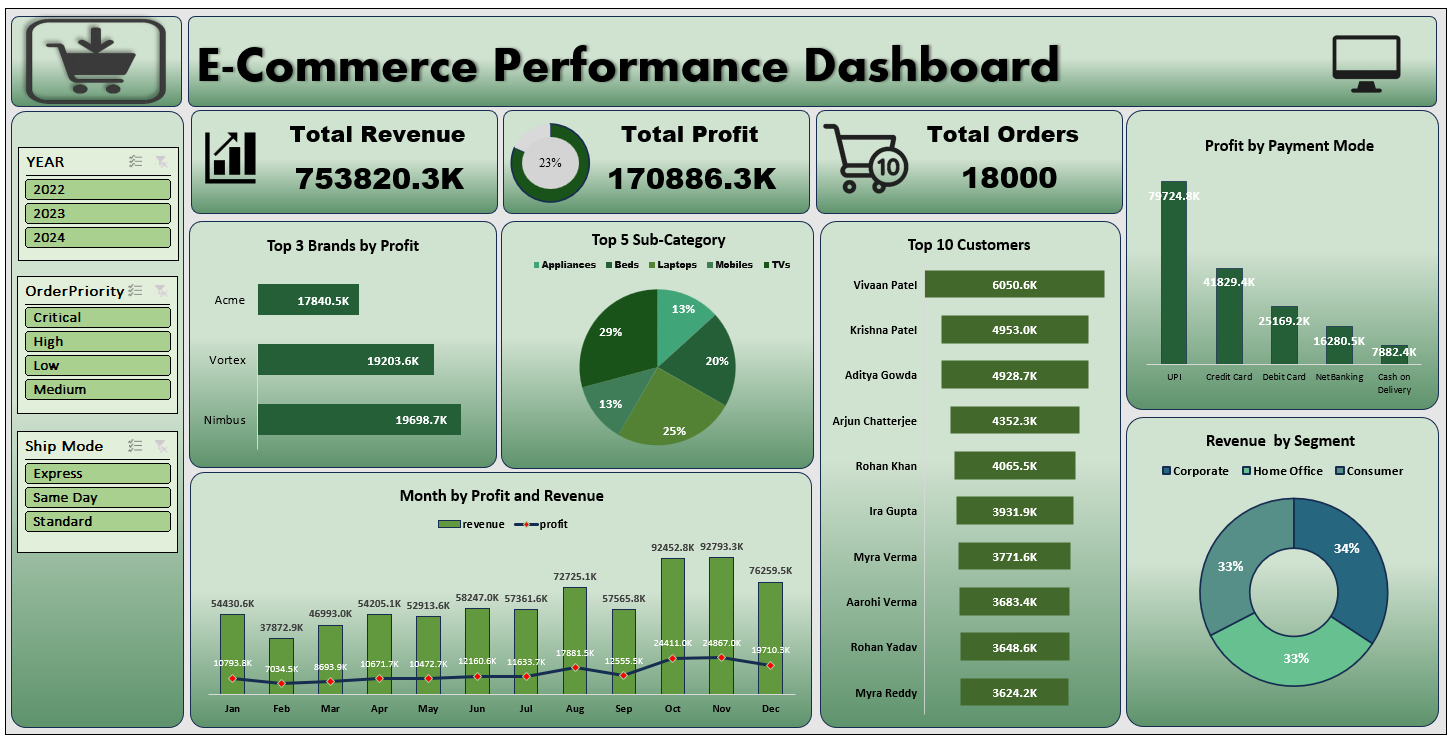 E-Commerce Performance Dashboard
YEAR
2022
2023
2024
OrderPriority
Critical
High
Low
Medium
Ship Mode
Express
Same Day
Standard
Total Revenue
753820.3K
23%
Total Profit
170886.3K
10
Total Orders
18000
Top 3 Brands by Profit
Acme 17840.5K
Vortex 19203.6K
Nimbus 19698.7K
Top 5 Sub-Category
Appliances Beds Laptops Mobiles TVs
13%
29%
20%
13%
25%
Month by Profit and Revenue
revenue profit
54430.6K 37872.9K 46993.0K 54205.1K 52913.6K 58247.0K 57361.6K 72725.1K 57565.8K 92452.8K 92793.3K 76259.5K
10793.8K 7034.5K 8693.9K 10671.7K 10472.7K 12160.6K 11633.7K 17881.5K 12555.5K 24411.0K 24867.0K 19710.3K
Jan Feb Mar Apr May Jun Jul Aug Sep Oct Nov Dec
Top 10 Customers
Vivaan Patel 6050.6K
Krishna Patel 4953.0K
Aditya Gowda 4928.7K
Arjun Chatterjee 4352.3K
Rohan Khan 4065.5K
Ira Gupta 3931.9K
Myra Verma 3771.6K
Aarohi Verma 3683.4K
Rohan Yadav 3648.6K
Myra Reddy 3624.2K
Profit by Payment Mode
79724.8K
41829.4K
25169.2K
16280.5K
7882.4K
UPI Credit Card Debit Card NetBanking Cash on
Delivery
Revenue by Segment
Corporate Home Office Consumer
34%
33%
33%